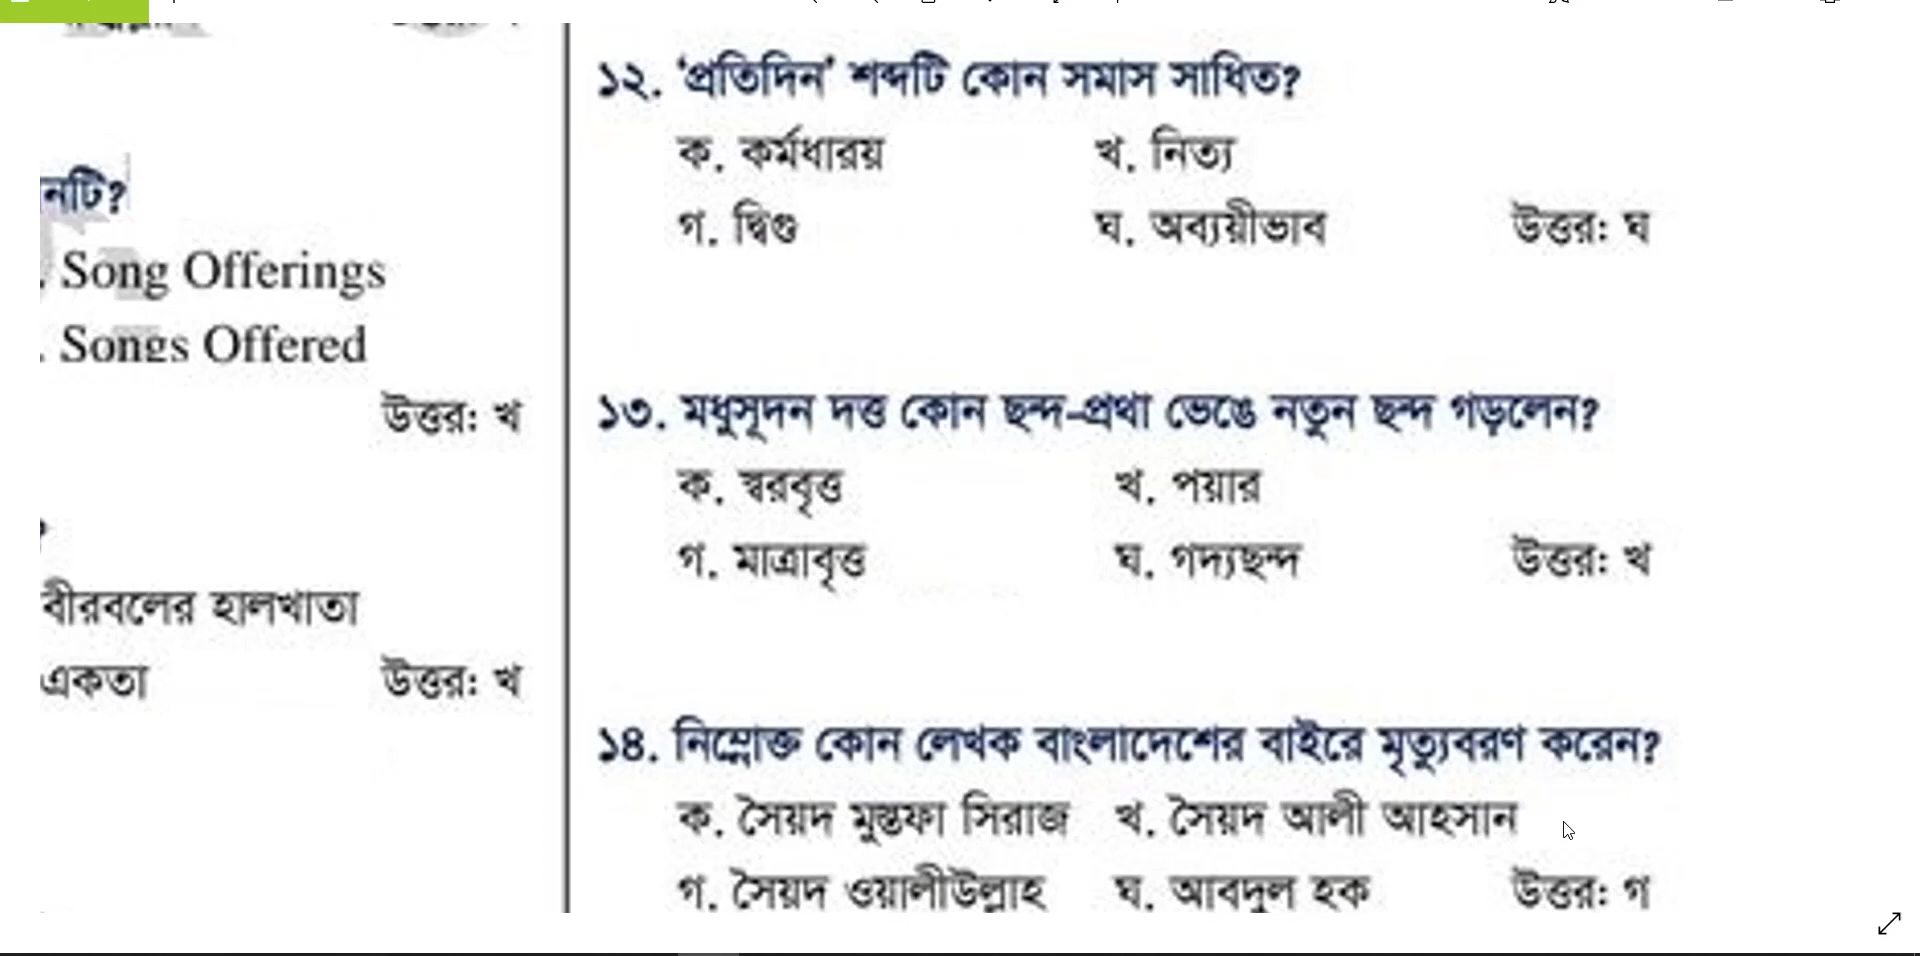 নটি?
. Song Offerings
. Songs Offered
উত্তর: খ
বীরবলের হালখাতা
একতা উত্তর: খ
১২. ‘প্রতিদিন’ শব্দটি কোন সমাস সাধিত?
ক. কর্মধারয় খ. নিত্য
গ. দ্বিগু ঘ. অব্যয়ীভাব উত্তর: ঘ
১৩. মধুসূদন দত্ত কোন ছন্দ-প্রথা ভেঙে নতুন ছন্দ গড়লেন?
ক. স্বরবৃত্ত খ. পয়ার
গ. মাত্রাবৃত্ত ঘ. গদ্যছন্দ উত্তর: খ
১৪. নিম্নোক্ত কোন লেখক বাংলাদেশের বাইরে মৃত্যুবরণ করেন?
ক. সৈয়দ মুস্তফা সিরাজ খ. সৈয়দ আলী আহসান
গ. সৈয়দ ওয়ালীউল্লাহ ঘ. আবদুল হক উত্তর: গ